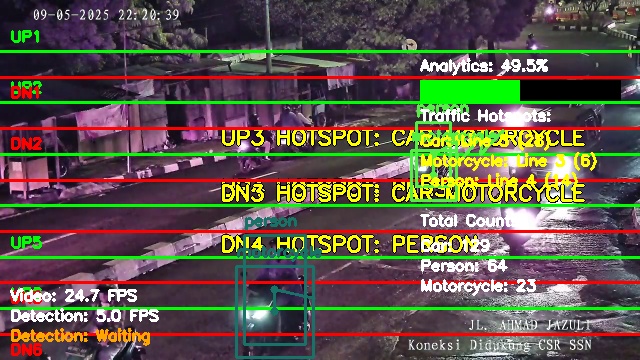 09-05-2025 22:20:39
UP1
Analytics: 49.5%
DN1
person
Traffic Hotspots:
UP3 HOTSPOT: CAR MOTORCYCLE
DN2
Motorcycle: Line 3 (6)
Person: Line 4 (14)
DN3 HOTSPOT: CAR MOTORCYCLE
person
Total Count
UP5
DN4 HOTSPOT: PERSON
motorcycle
Person: 64
Motorcycle: 23
Video: 24.7 FPS
Detection: 5.0 FPS
Detection: Waiting
JL. AHMAD JAZULI
Koneksi Didukung CSR SSN
DN6